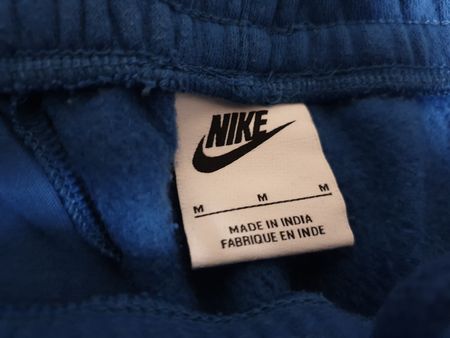 NIKE
M M M
MADE IN INDIA
FABRIQUE EN INDE